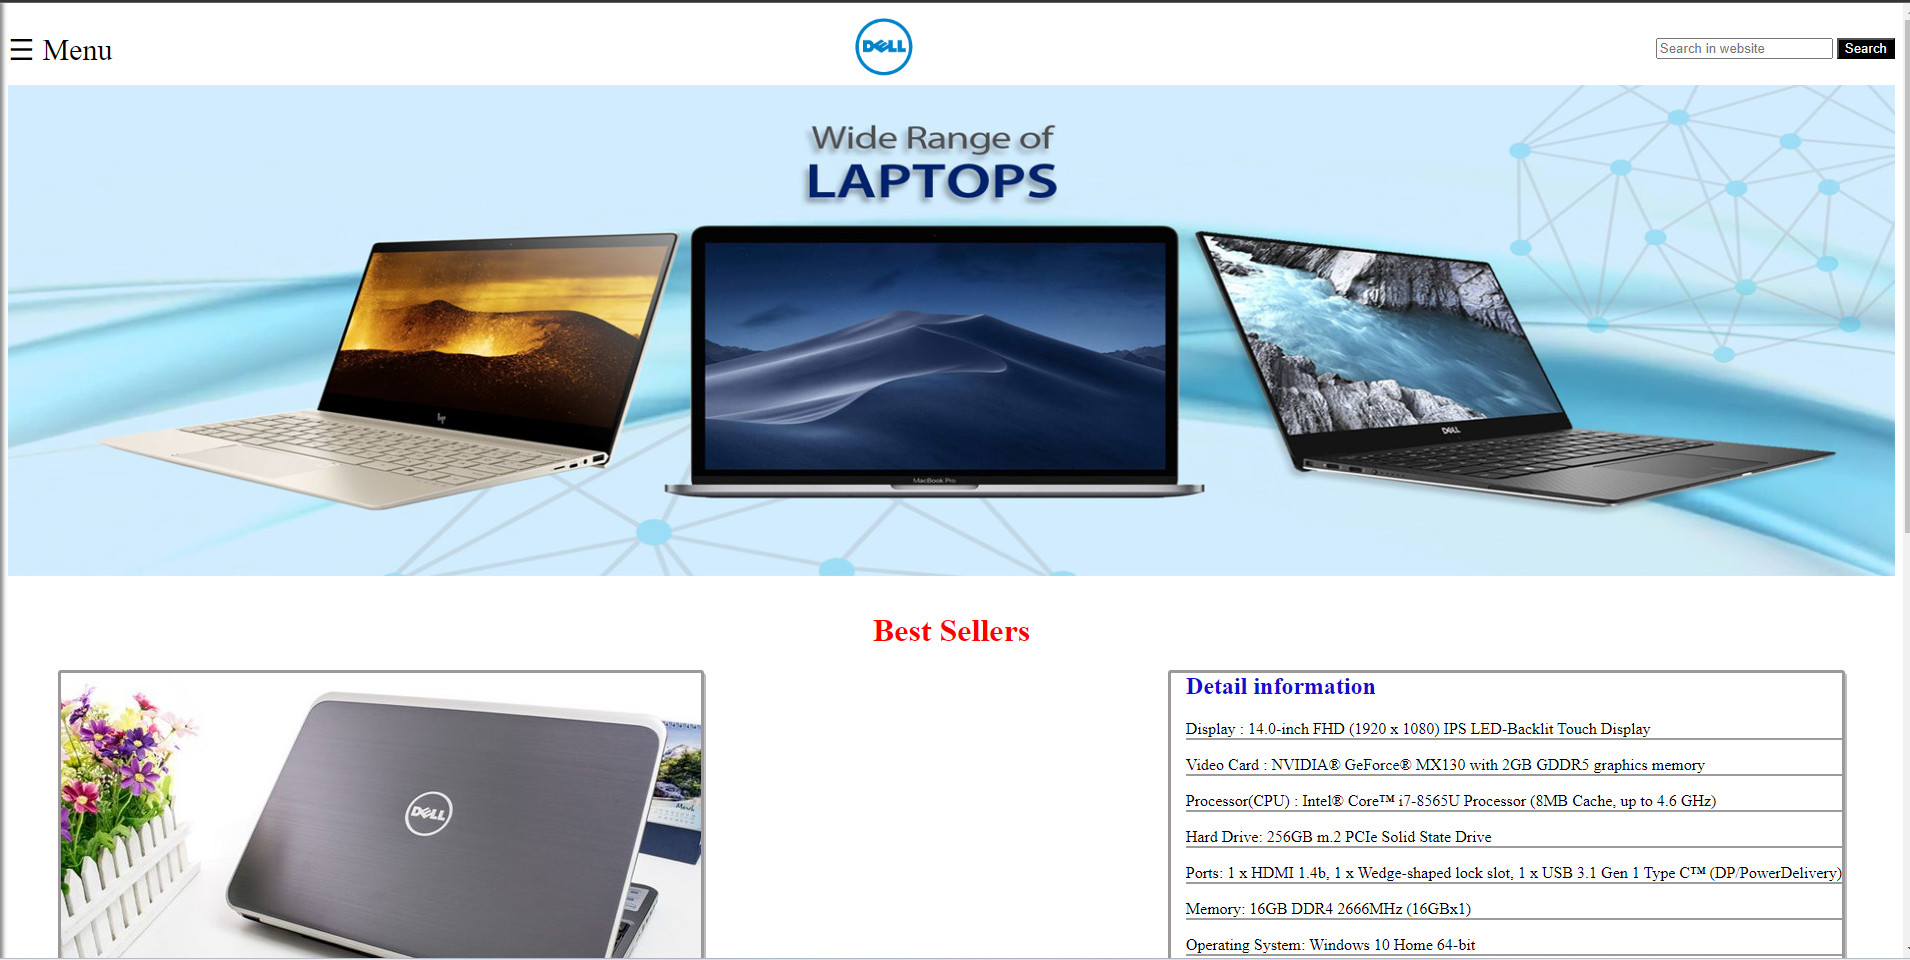 ☰ Menu
DELL
Search in website
Search
Wide Range of
LAPTOPS
hp
MacBook Pro
DELL
Best Sellers
DELL
March
Detail information
Display : 14.0-inch FHD (1920 x 1080) IPS LED-Backlit Touch Display
Video Card : NVIDIA® GeForce® MX130 with 2GB GDDR5 graphics memory
Processor(CPU) : Intel® Core™ i7-8565U Processor (8MB Cache, up to 4.6 GHz)
Hard Drive: 256GB m.2 PCIe Solid State Drive
Ports: 1 x HDMI 1.4b, 1 x Wedge-shaped lock slot, 1 x USB 3.1 Gen 1 Type C™ (DP/PowerDelivery)
Memory: 16GB DDR4 2666MHz (16GBx1)
Operating System: Windows 10 Home 64-bit